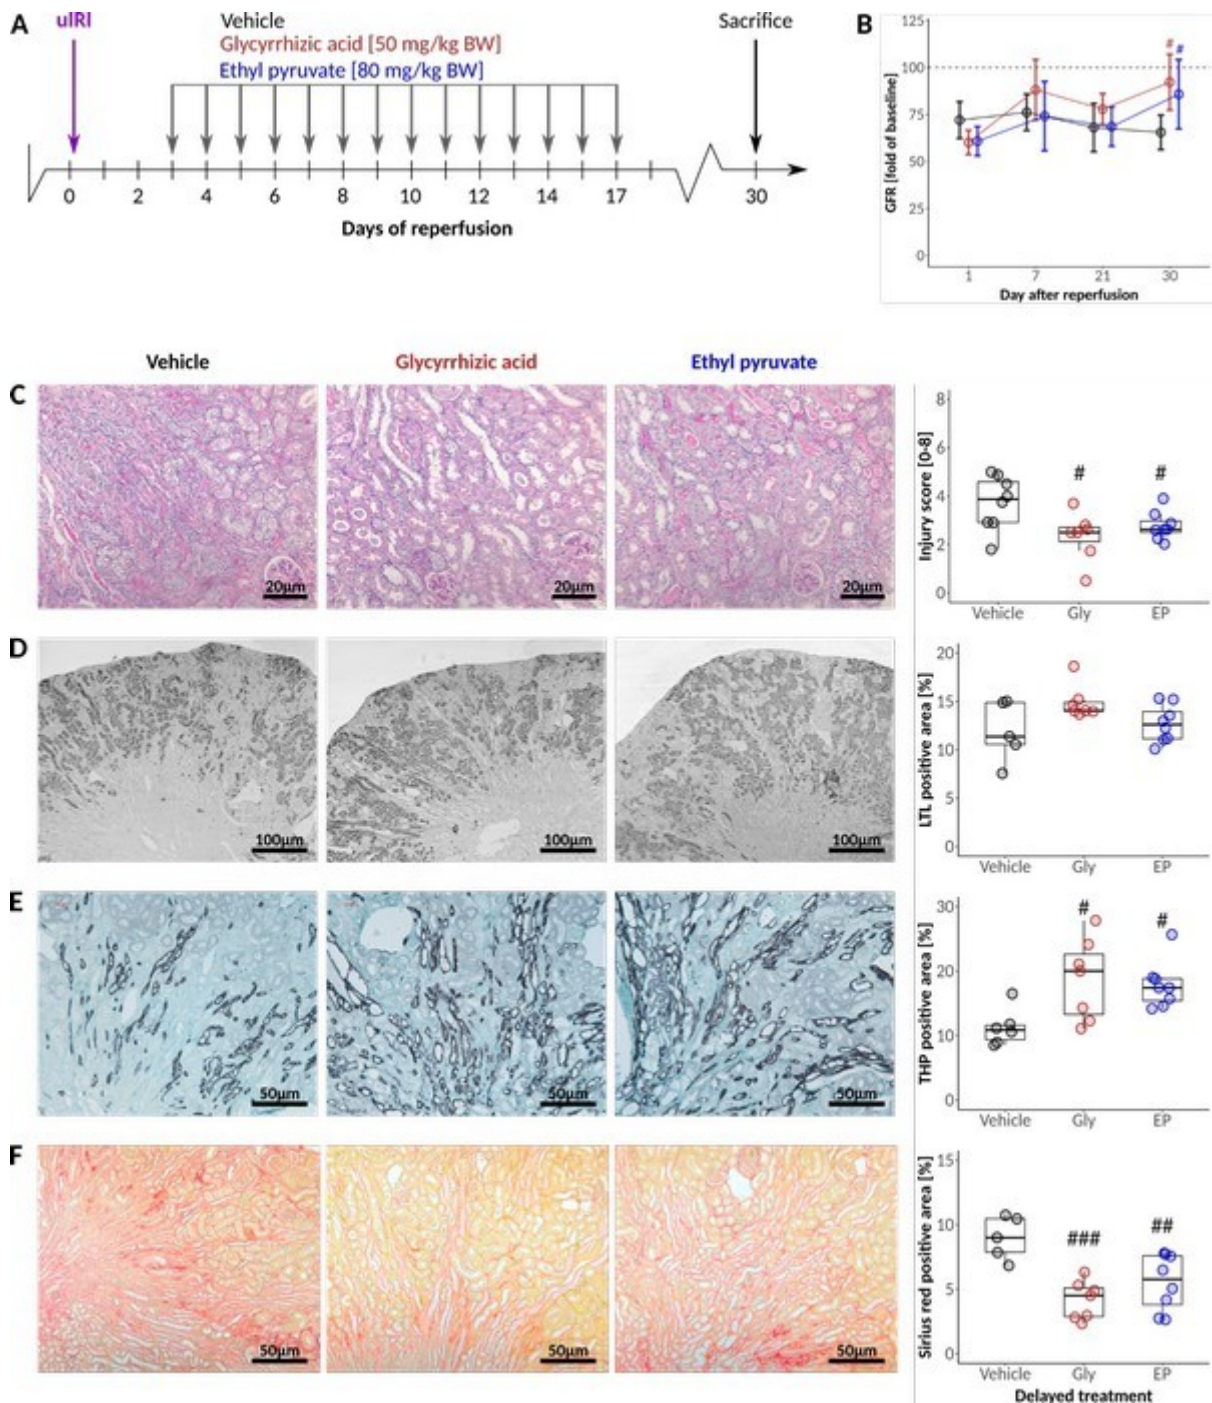 A
uIRI
Vehicle
Glycyrrhizic acid [50 mg/kg BW]
Ethyl pyruvate [80 mg/kg BW]
Sacrifice
0 2 4 6 8 10 12 14 17 30
Days of reperfusion
B
125
100
75
50
25
0
GFR [fold of baseline]
# #
1 7 21 30
Day after reperfusion
Vehicle Glycyrrhizic acid Ethyl pyruvate
C
20µm 20µm 20µm
Injury score [0-8]
8
6
4
2
0
# #
Vehicle Gly EP
D
100µm 100µm 100µm
LTL positive area [%]
20
15
10
5
0
Vehicle Gly EP
E
50µm 50µm 50µm
THP positive area [%]
30
20
10
0
# #
Vehicle Gly EP
F
50µm 50µm 50µm
Sirius red positive area [%]
15
10
5
0
### ##
Vehicle Gly EP
Delayed treatment